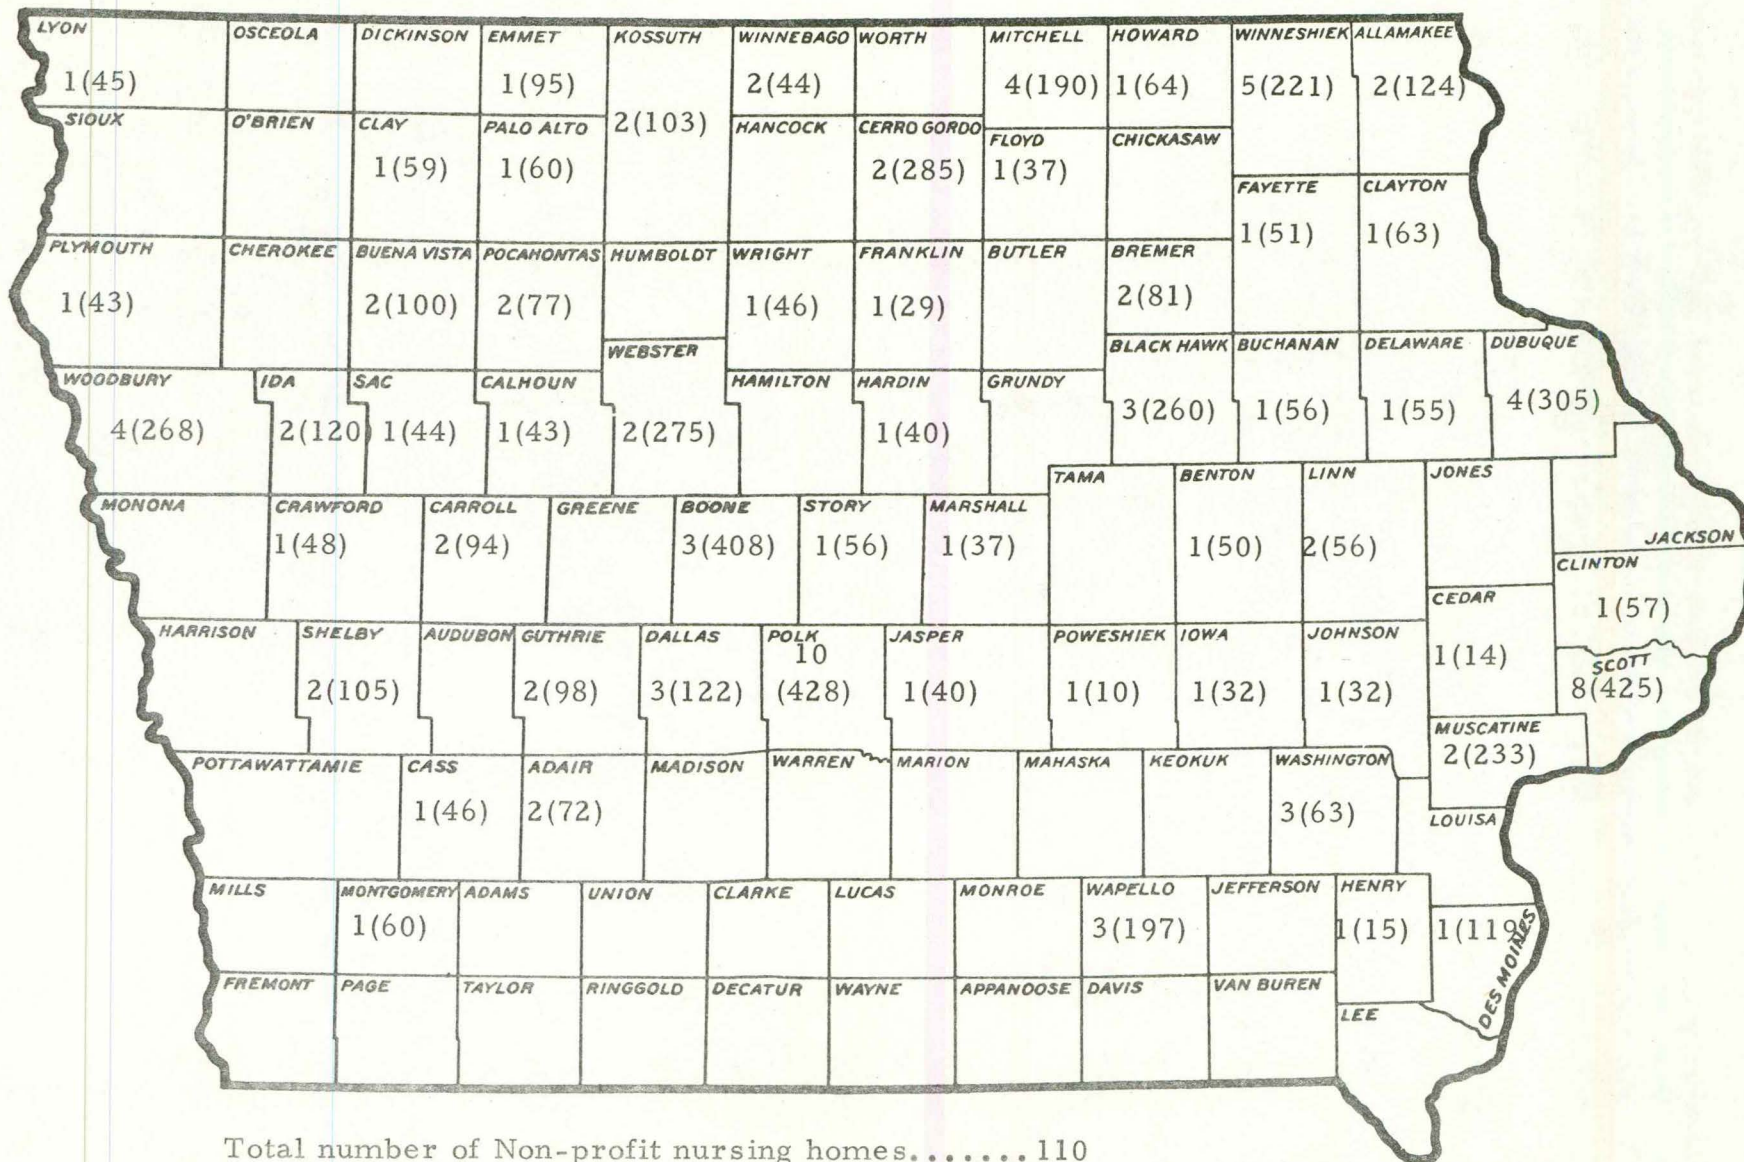 LYON OSCEOLA DICKINSON EMMET KOSSUTH WINNEBAGO WORTH MITCHELL HOWARD WINNESHIEK ALLAMAKEE
1(45) 1(95) 2(44) 4(190) 1(64) 5(221) 2(124)
SIOUX O'BRIEN CLAY PALO ALTO 2(103) HANCOCK CERRO GORDO FLOYD CHICKASAW
1(59) 1(60) 2(285) 1(37)
FAYETTE CLAYTON
1(51) 1(63)
PLYMOUTH CHEROKEE BUENA VISTA POCAHONTAS HUMBOLDT WRIGHT FRANKLIN BUTLER BREMER
1(43) 2(100) 2(77) 1(46) 1(29) 2(81)
WEBSTER BLACK HAWK BUCHANAN DELAWARE DUBUQUE
WOODBURY IDA SAC CALHOUN HAMILTON HARDIN GRUNDY
4(268) 2(120) 1(44) 1(43) 2(275) 1(40) 3(260) 1(56) 1(55) 4(305)
TAMA BENTON LINN JONES
MONONA CRAWFORD CARROLL GREENE BOONE STORY MARSHALL JACKSON
1(48) 2(94) 3(408) 1(56) 1(37) 1(50) 2(56)
CLINTON
CEDAR 1(57)
HARRISON SHELBY AUDUBON GUTHRIE DALLAS POLK JASPER POWESHIEK IOWA JOHNSON
10
1(14) SCOTT
2(105) 2(98) 3(122) (428) 1(40) 1(10) 1(32) 1(32) 8(425)
MUSCATINE
2(233)
POTTAWATTAMIE CASS ADAIR MADISON WARREN MARION MAHASKA KEOKUK WASHINGTON
1(46) 2(72) 3(63)
LOUISA
MILLS MONTGOMERY ADAMS UNION CLARKE LUCAS MONROE WAPELLO JEFFERSON HENRY
1(60) 3(197) 1(15) 1(119)
DES MOINES
FREMONT PAGE TAYLOR RINGGOLD DECATUR WAYNE APPANOOSE DAVIS VAN BUREN
LEE
Total number of Non-profit nursing homes.......110